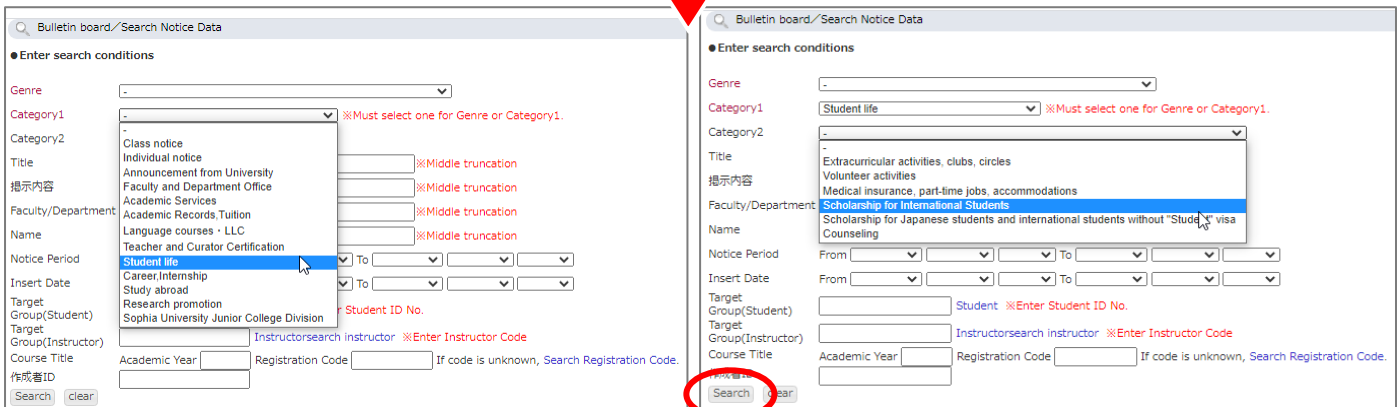 Bulletin board／Search Notice Data
●Enter search conditions
Genre -
Category1 - ※Must select one for Genre or Category1.
-
Category2
Class notice
Individual notice
Title ※Middle truncation
Announcement from University
掲示内容 ※Middle truncation
Faculty and Department Office
Academic Services
Faculty/Department ※Middle truncation
Academic Records,Tuition
Language courses・LLC
Name ※Middle truncation
Teacher and Curator Certification
Notice Period To
Student life
Career,Internship
Insert Date To
Study abroad
Research promotion
Sophia University Junior College Division
Target
Group(Student) r Student ID No.
Target
Group(Instructor) Instructorsearch instructor ※Enter Instructor Code
Course Title Academic Year Registration Code If code is unknown, Search Registration Code.
作成者ID
Search clear
Bulletin board／Search Notice Data
●Enter search conditions
Genre -
Category1 Student life ※Must select one for Genre or Category1.
Category2 -
-
Title
Extracurricular activities, clubs, circles
Volunteer activities
掲示内容
Medical insurance, part-time jobs, accommodations
Faculty/Department
Scholarship for International Students
Scholarship for Japanese students and international students without "Student" visa
Name
Counseling
Notice Period From To
Insert Date From To
Target
Group(Student) Student ※Enter Student ID No.
Target
Group(Instructor) Instructorsearch instructor ※Enter Instructor Code
Course Title Academic Year Registration Code If code is unknown, Search Registration Code.
作成者ID
Search clear